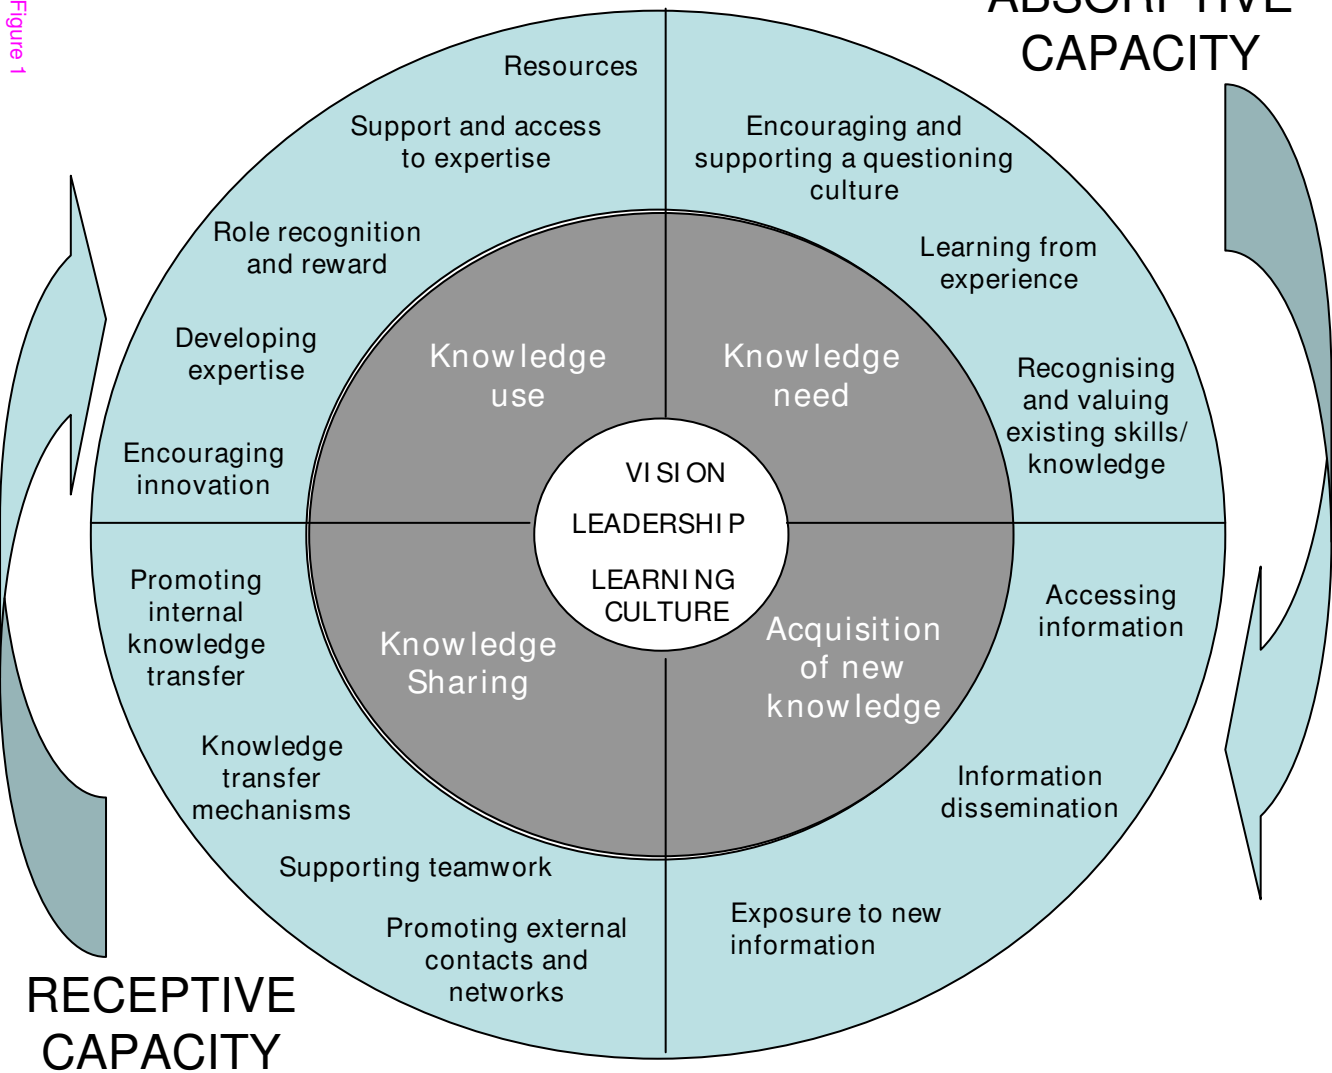 Figure 1
ABSORPTIVE
CAPACITY
Resources
Support and access
to expertise
Role recognition
and reward
Developing
expertise
Encouraging
innovation
Encouraging and
supporting a questioning
culture
Learning from
experience
Recognising
and valuing
existing skills/
knowledge
Knowledge
use
Knowledge
need
VISION
LEADERSHIP
LEARNING
CULTURE
Knowledge
Sharing
Acquisition
of new
knowledge
Promoting
internal
knowledge
transfer
Knowledge
transfer
mechanisms
Supporting teamwork
Promoting external
contacts and
networks
Accessing
information
Information
dissemination
Exposure to new
information
RECEPTIVE
CAPACITY